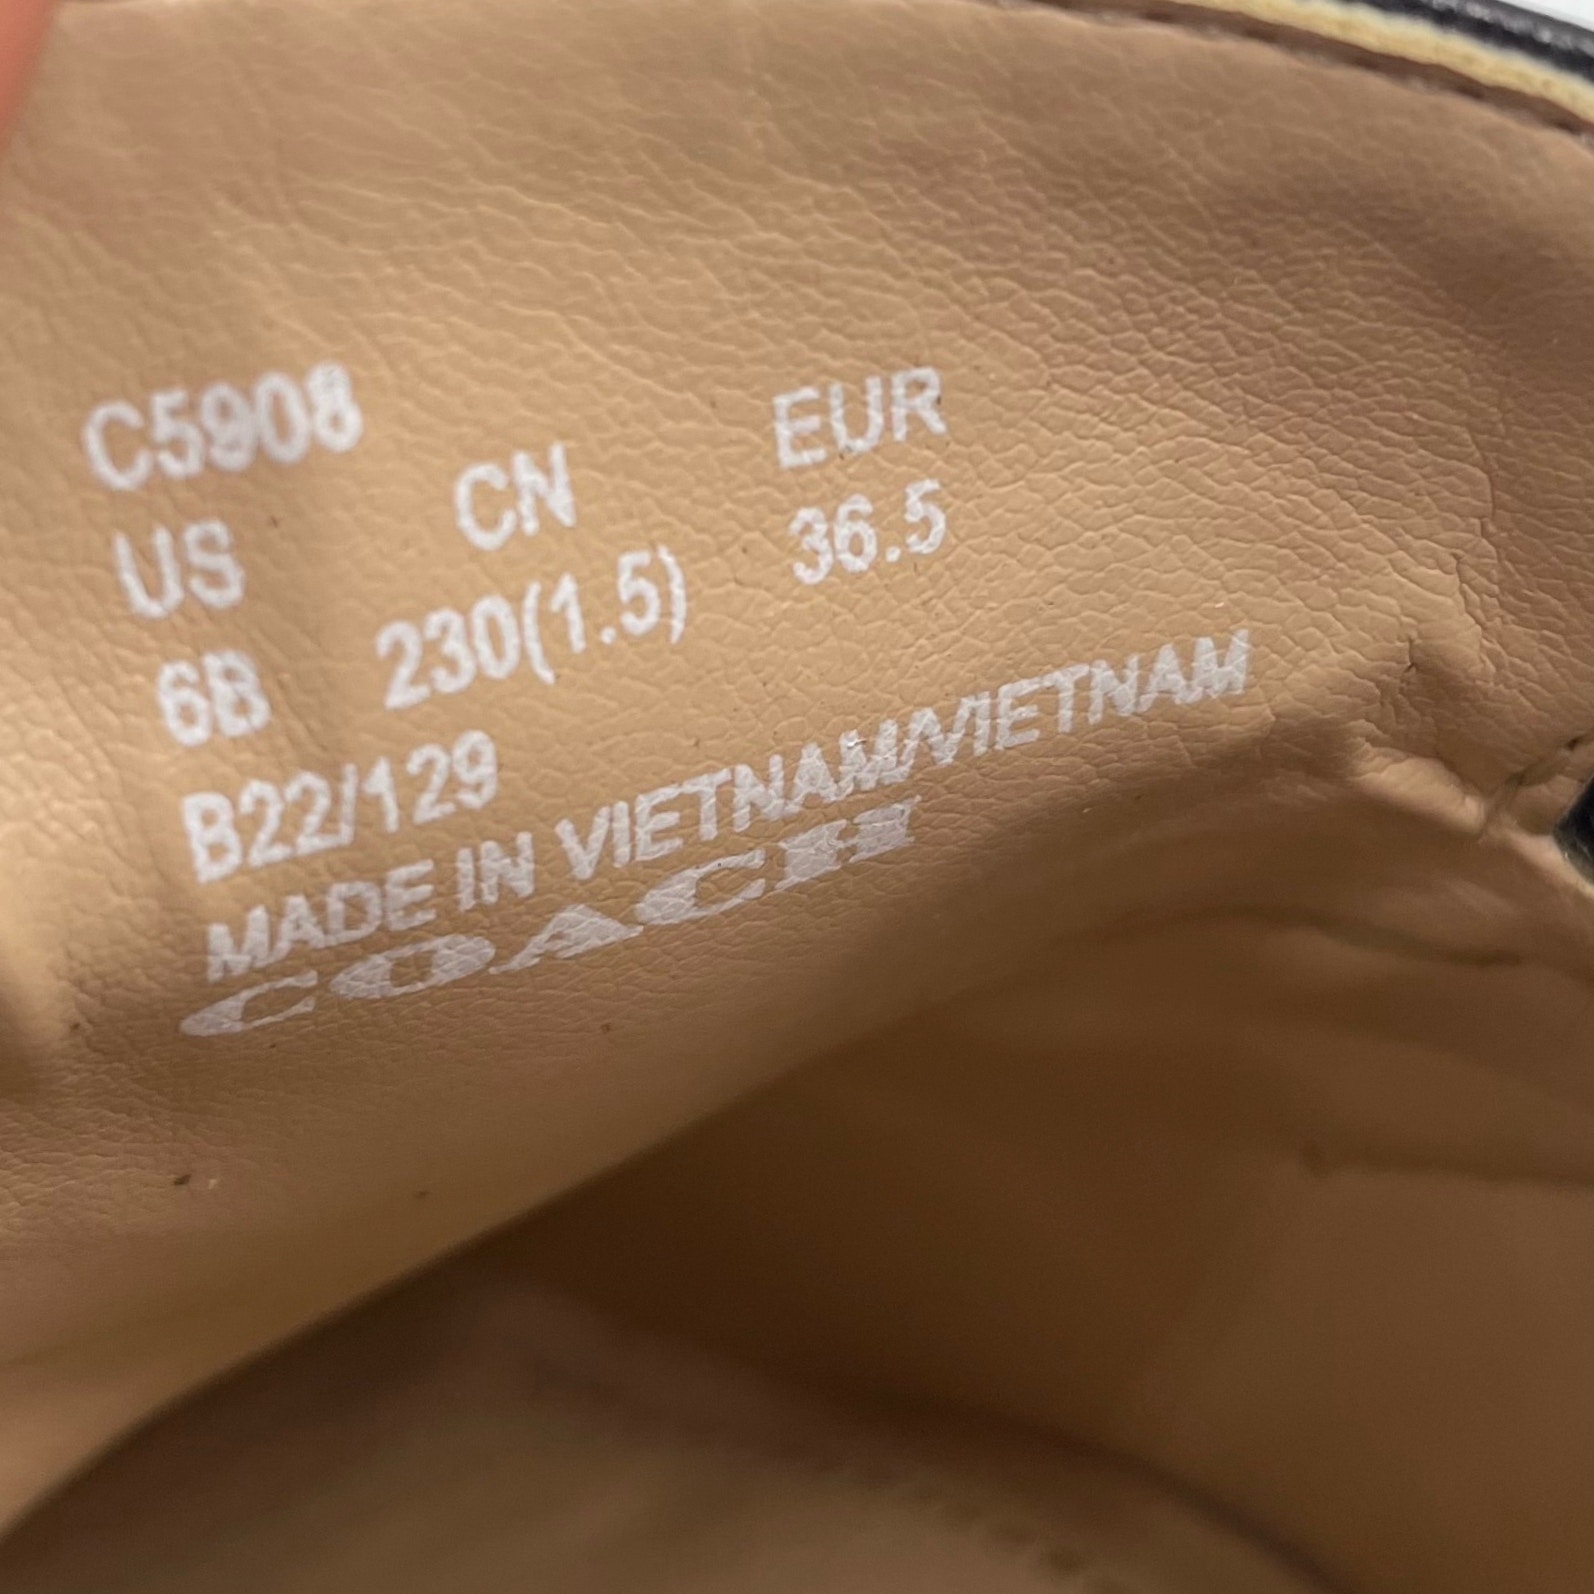 C5908
US CN EUR
6B 230(1.5) 36.5
B22/129
MADE IN VIETNAM/VIETNAM
COACH